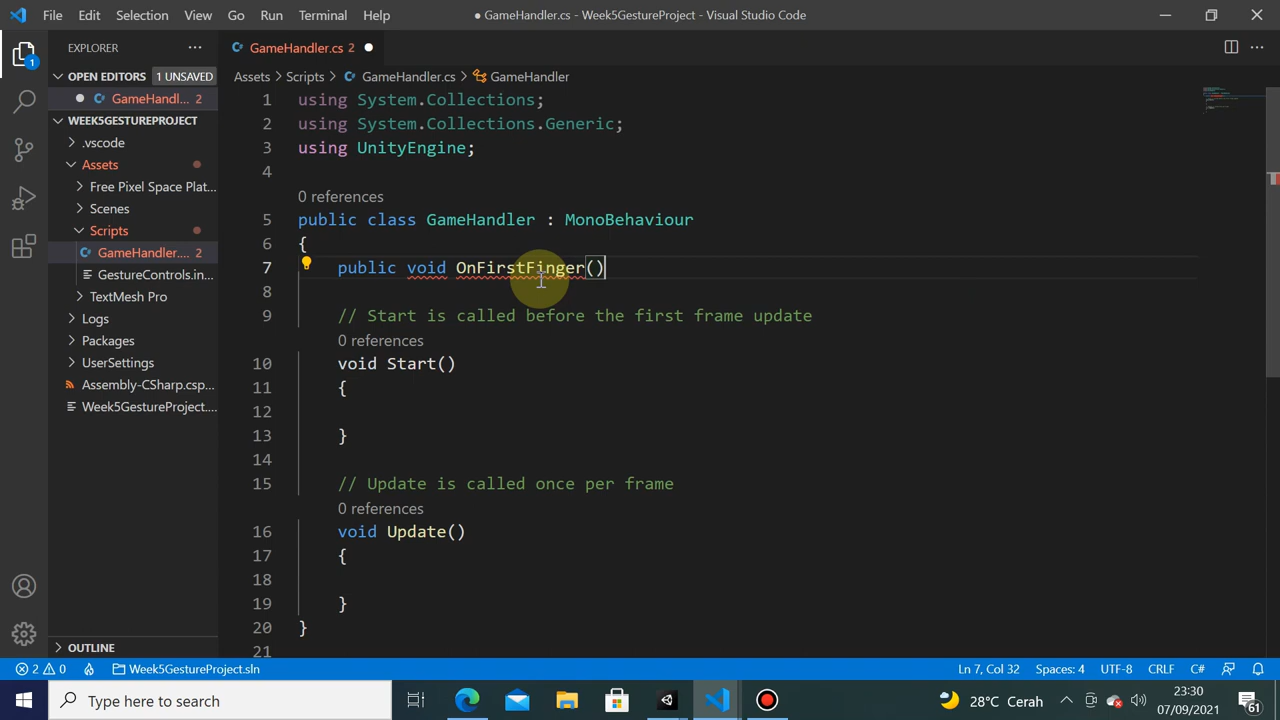 File Edit Selection View Go Run Terminal Help
● GameHandler.cs - Week5GestureProject - Visual Studio Code
EXPLORER
GameHandler.cs 2
OPEN EDITORS 1 UNSAVED
GameHandl... 2
WEEK5GESTUREPROJECT
.vscode
Assets
Free Pixel Space Plat...
Scenes
Scripts
GameHandler.... 2
GestureControls.in...
TextMesh Pro
Logs
Packages
UserSettings
Assembly-CSharp.csp...
Week5GestureProject....
OUTLINE
1
Assets > Scripts > GameHandler.cs > GameHandler
1 using System.Collections;
2 using System.Collections.Generic;
3 using UnityEngine;
4
0 references
5 public class GameHandler : MonoBehaviour
6 {
7 public void OnFirstFinger()
8
9 // Start is called before the first frame update
0 references
10 void Start()
11 {
12
13 }
14
15 // Update is called once per frame
0 references
16 void Update()
17 {
18
19 }
20 }
21
2 0 Week5GestureProject.sln Ln 7, Col 32 Spaces: 4 UTF-8 CRLF C#
Type here to search
28°C Cerah
23:30
07/09/2021
61